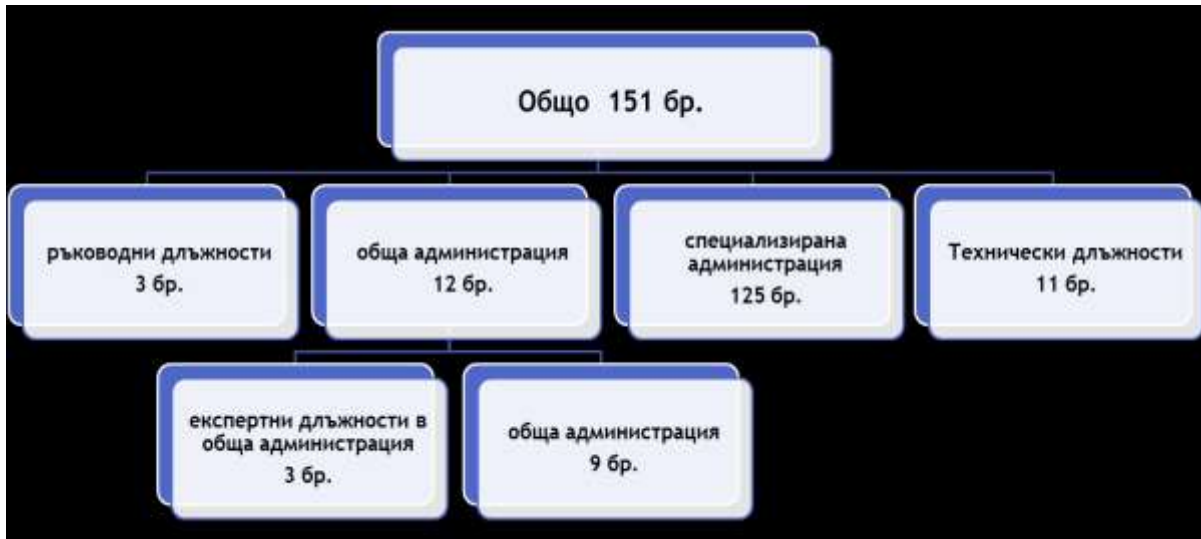 Общо 151 бр.
ръководни длъжности
3 бр.
обща администрация
12 бр.
специализирана
администрация
125 бр.
Технически длъжности
11 бр.
експертни длъжности в
обща администрация
3 бр.
обща администрация
9 бр.